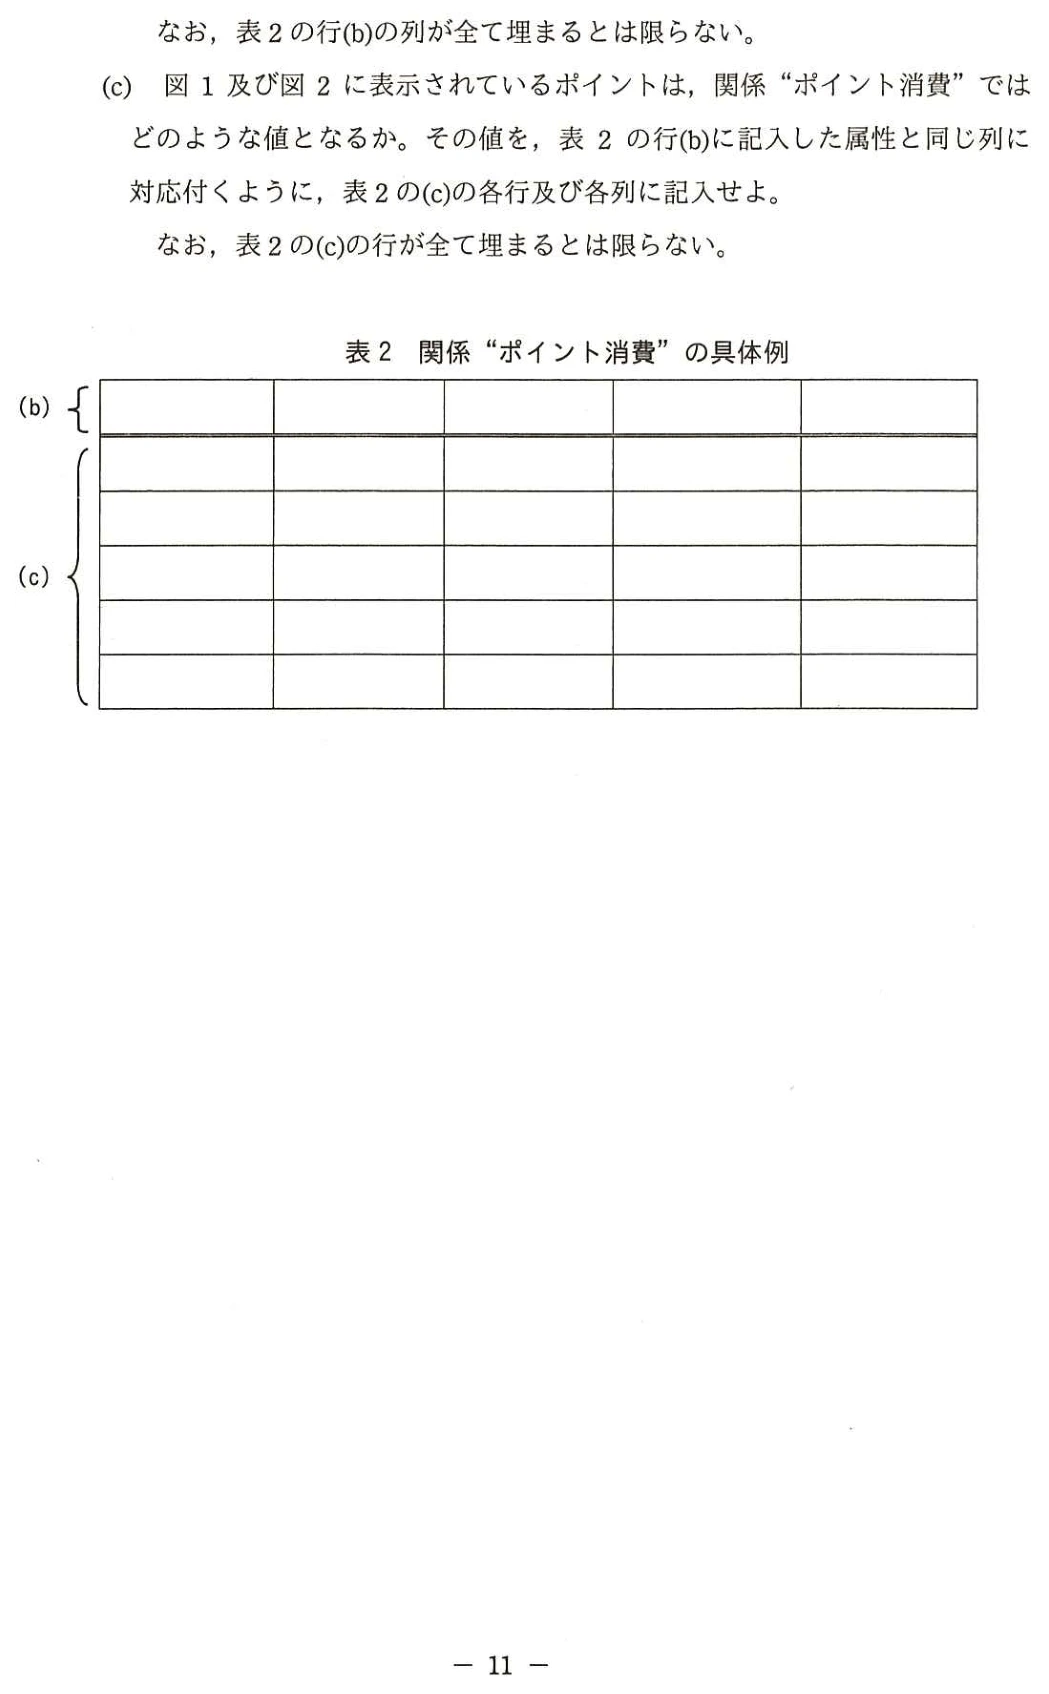 なお，表2の行(b)の列が全て埋まるとは限らない。
(c) 図1及び図2に表示されているポイントは，関係“ポイント消費”では
どのような値となるか。その値を，表2の行(b)に記入した属性と同じ列に
対応付くように，表2の(c)の各行及び各列に記入せよ。
なお，表2の(c)の行が全て埋まるとは限らない。
表2 関係“ポイント消費”の具体例
(b)
(c)
― 11 ―